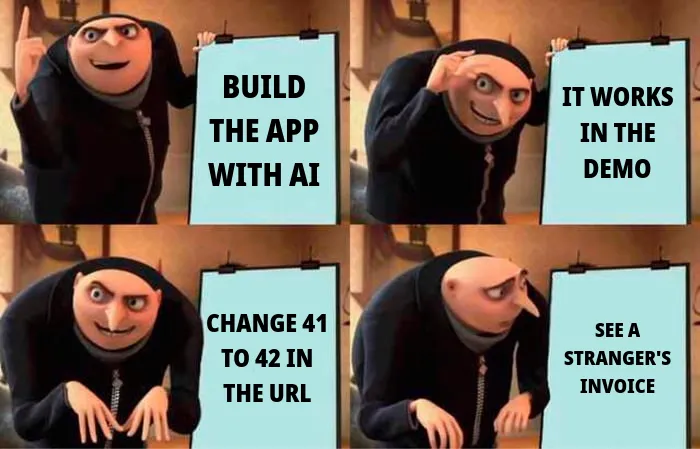 BUILD
THE APP
WITH AI
IT WORKS
IN THE
DEMO
CHANGE 41
TO 42 IN
THE URL
SEE A
STRANGER'S
INVOICE